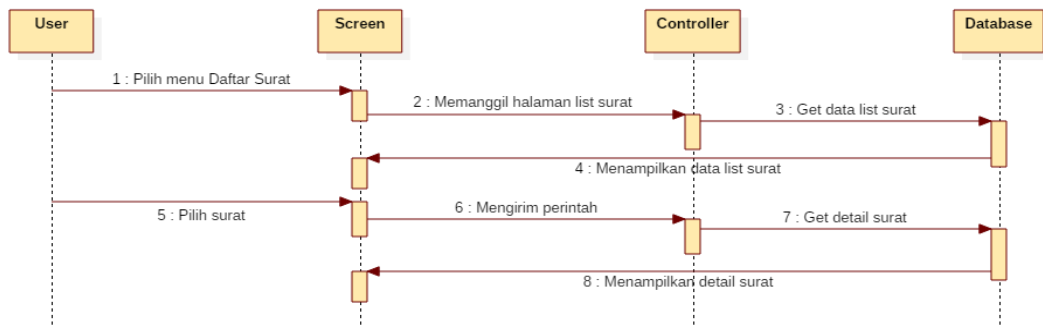 User
Screen
Controller
Database
1 : Pilih menu Daftar Surat
2 : Memanggil halaman list surat
3 : Get data list surat
4 : Menampilkan data list surat
5 : Pilih surat
6 : Mengirim perintah
7 : Get detail surat
8 : Menampilkan detail surat